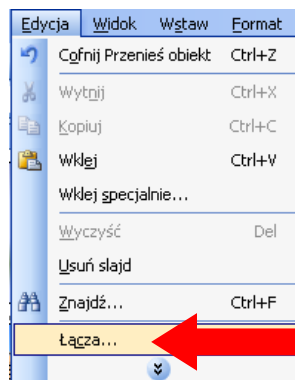 Edycja Widok Wstaw Format
Cofnij Przenieś obiekt Ctrl+Z
Wytnij Ctrl+X
Kopiuj Ctrl+C
Wklej Ctrl+V
Wklej specjalnie...
Wyczyść Del
Usuń slajd
Znajdź... Ctrl+F
Łącza...